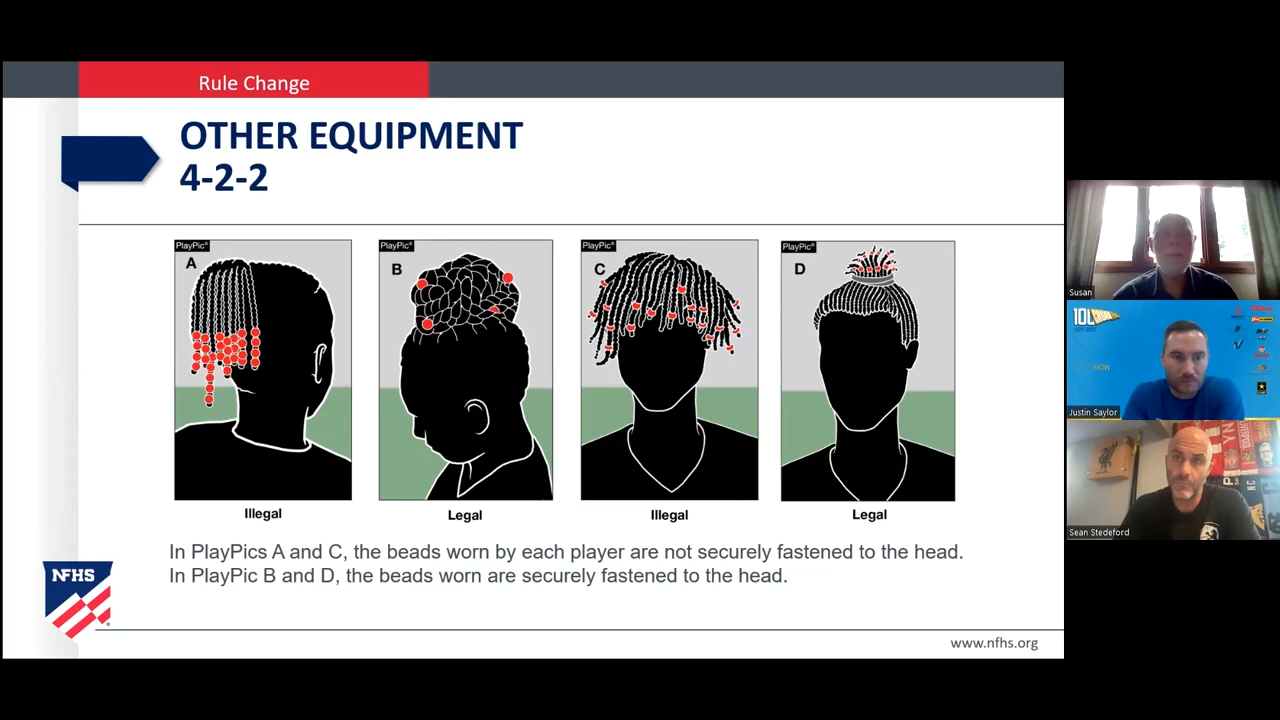 Rule Change
OTHER EQUIPMENT
4-2-2
PlayPic®
A
PlayPic®
B
PlayPic®
C
PlayPic®
D
Illegal
Legal
Illegal
Legal
In PlayPics A and C, the beads worn by each player are not securely fastened to the head.
In PlayPic B and D, the beads worn are securely fastened to the head.
NFHS
www.nfhs.org
Susan
Justin Saylor
NOW
Sean Stedeford